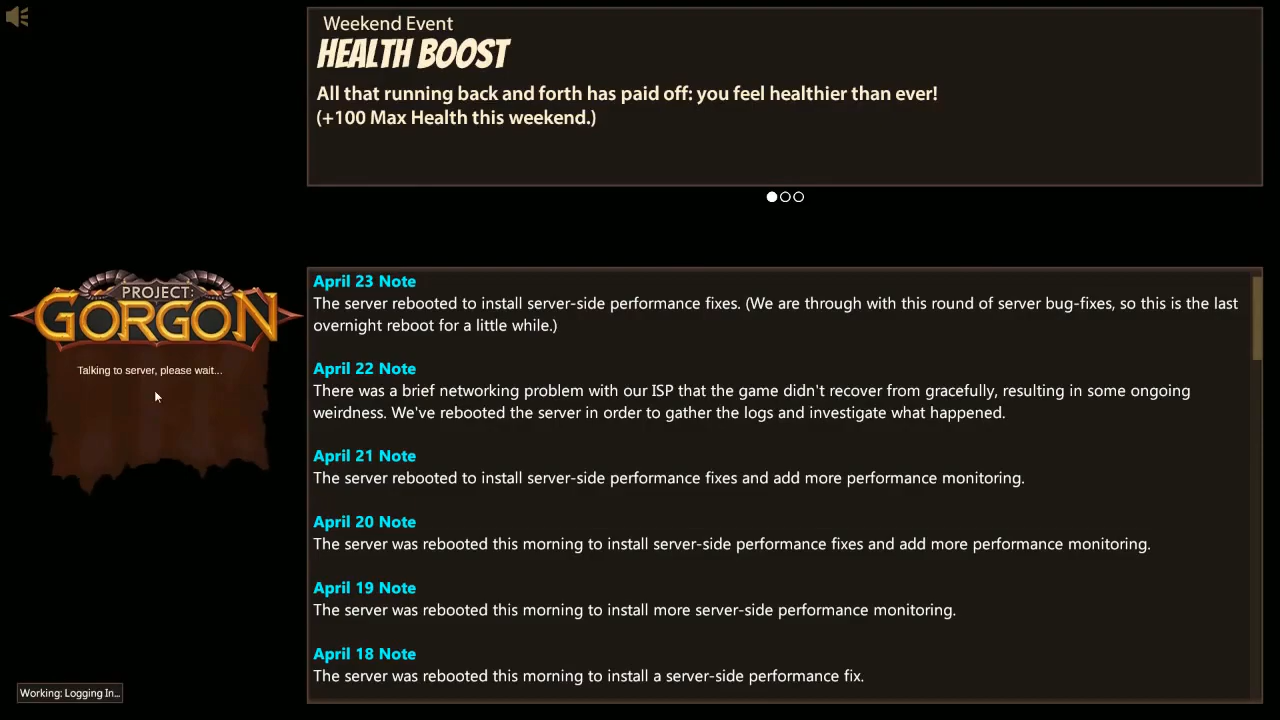 Weekend Event
HEALTH BOOST
All that running back and forth has paid off: you feel healthier than ever!
(+100 Max Health this weekend.)
PROJECT:
GORGON
Talking to server, please wait...
Working: Logging In...
April 23 Note
The server rebooted to install server-side performance fixes. (We are through with this round of server bug-fixes, so this is the last
overnight reboot for a little while.)
April 22 Note
There was a brief networking problem with our ISP that the game didn't recover from gracefully, resulting in some ongoing
weirdness. We've rebooted the server in order to gather the logs and investigate what happened.
April 21 Note
The server rebooted to install server-side performance fixes and add more performance monitoring.
April 20 Note
The server was rebooted this morning to install server-side performance fixes and add more performance monitoring.
April 19 Note
The server was rebooted this morning to install more server-side performance monitoring.
April 18 Note
The server was rebooted this morning to install a server-side performance fix.